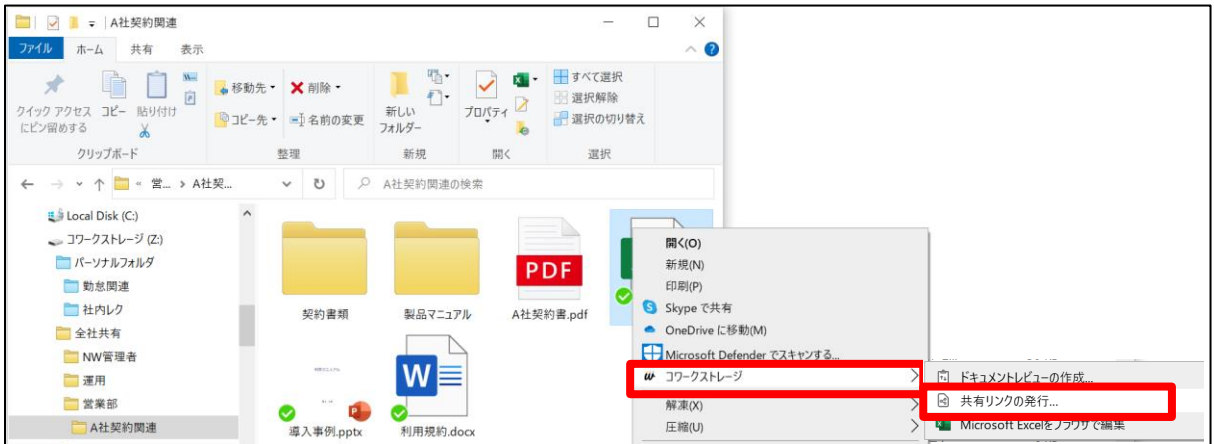 A社契約関連
ファイル ホーム 共有 表示
クイック アクセス
にピン留めする
コピー
貼り付け
移動先
コピー先
削除
名前の変更
新しい
フォルダー
プロパティ
すべて選択
選択解除
選択の切り替え
クリップボード 整理 新規 開く 選択
« 営... › A社契...
A社契約関連の検索
Local Disk (C:)
コワークストレージ (Z:)
パーソナルフォルダ
勤怠関連
社内レク
全社共有
NW管理者
運用
営業部
A社契約関連
契約書類
製品マニュアル
PDF
A社契約書.pdf
導入事例.pptx
W
利用規約.docx
開く(O)
新規(N)
印刷(P)
Skype で共有
OneDrive に移動(M)
Microsoft Defender でスキャンする...
コワークストレージ
解凍(X)
圧縮(U)
ドキュメントレビューの作成...
共有リンクの発行...
Microsoft Excelをブラウザで編集